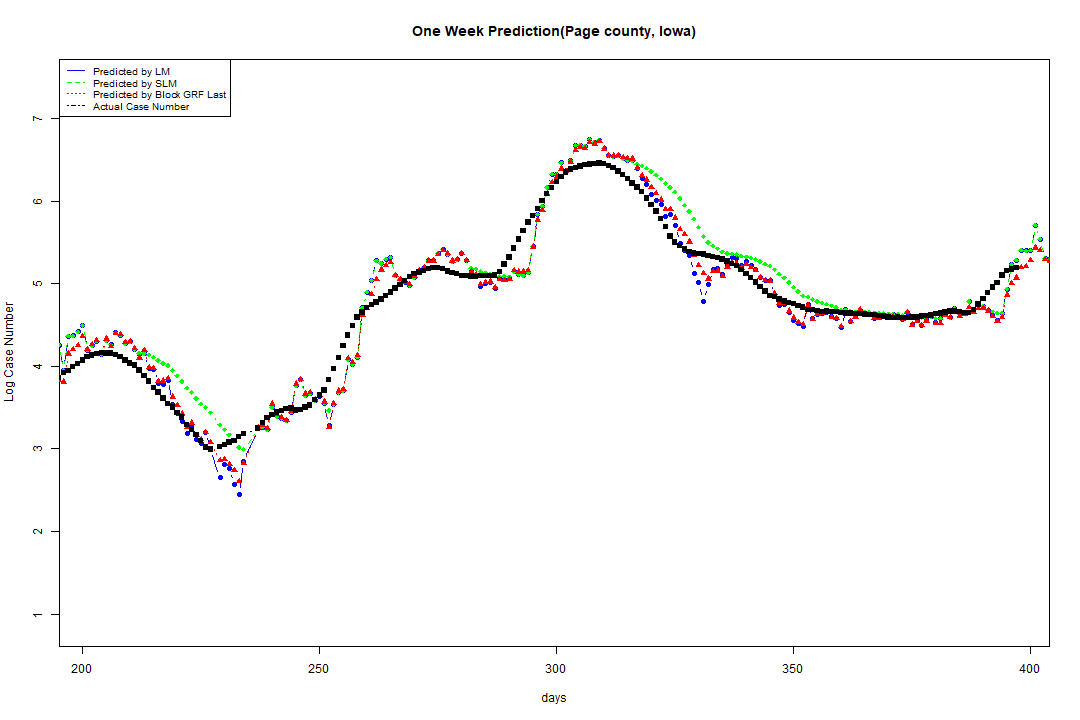 One Week Prediction(Page county, Iowa)
Predicted by LM
Predicted by SLM
Predicted by Block GRF Last
Actual Case Number
7
6
5
4
3
2
1
Log Case Number
200 250 300 350 400
days